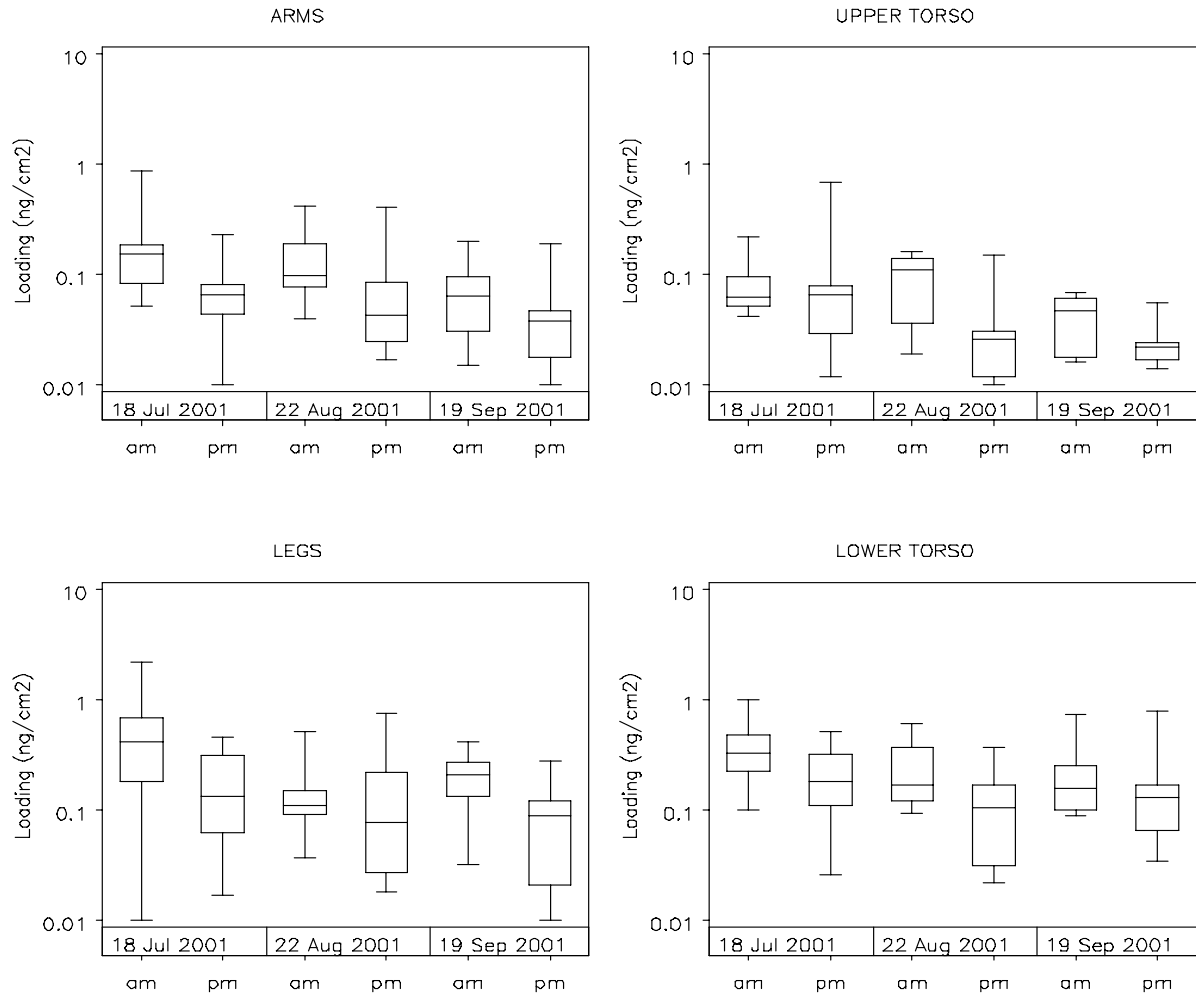 ARMS
Loading (ng/cm2)
10
1
0.1
0.01
18 Jul 2001 22 Aug 2001 19 Sep 2001
am pm am pm am pm
UPPER TORSO
Loading (ng/cm2)
10
1
0.1
0.01
18 Jul 2001 22 Aug 2001 19 Sep 2001
am pm am pm am pm
LEGS
Loading (ng/cm2)
10
1
0.1
0.01
18 Jul 2001 22 Aug 2001 19 Sep 2001
am pm am pm am pm
LOWER TORSO
Loading (ng/cm2)
10
1
0.1
0.01
18 Jul 2001 22 Aug 2001 19 Sep 2001
am pm am pm am pm